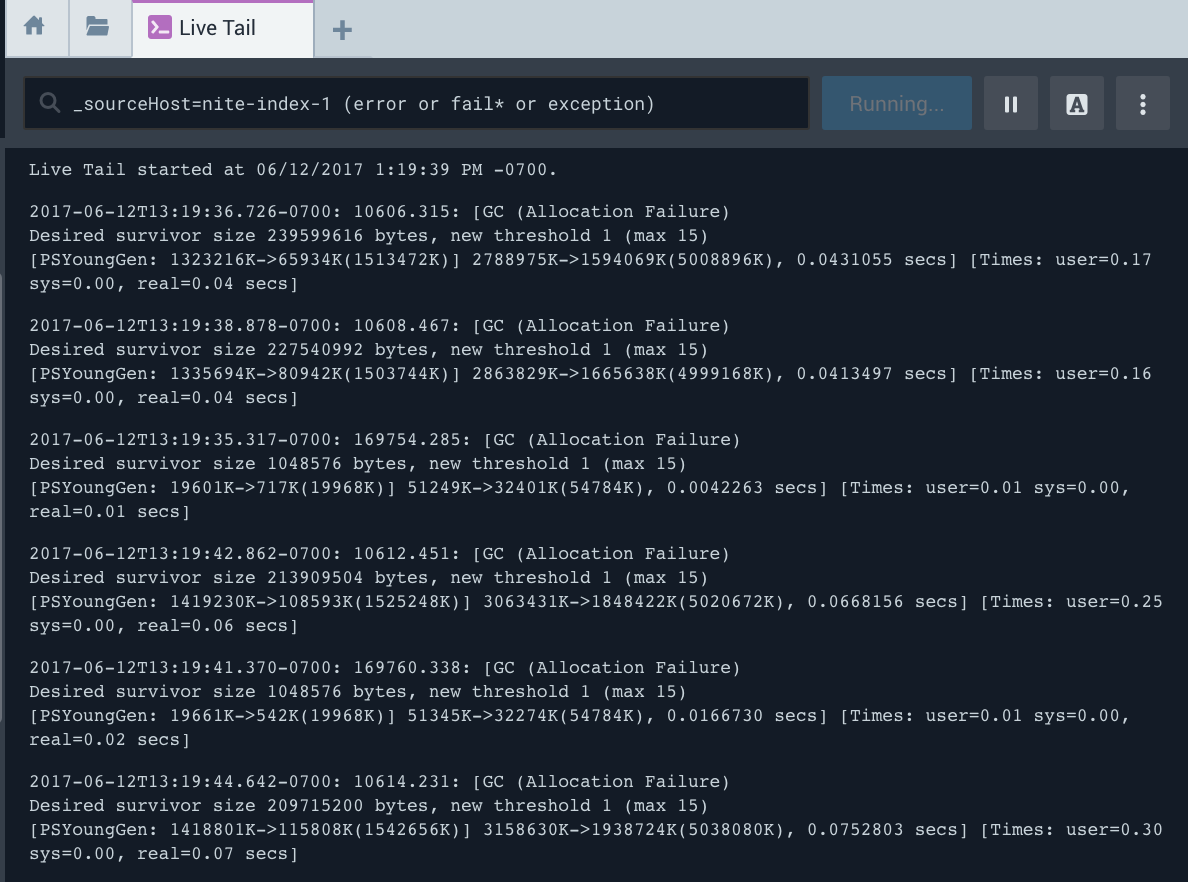 Live Tail
_sourceHost=nite-index-1 (error or fail* or exception)
Running...
A
Live Tail started at 06/12/2017 1:19:39 PM -0700.
2017-06-12T13:19:36.726-0700: 10606.315: [GC (Allocation Failure)
Desired survivor size 239599616 bytes, new threshold 1 (max 15)
[PSYoungGen: 1323216K->65934K(1513472K)] 2788975K->1594069K(5008896K), 0.0431055 secs] [Times: user=0.17
sys=0.00, real=0.04 secs]
2017-06-12T13:19:38.878-0700: 10608.467: [GC (Allocation Failure)
Desired survivor size 227540992 bytes, new threshold 1 (max 15)
[PSYoungGen: 1335694K->80942K(1503744K)] 2863829K->1665638K(4999168K), 0.0413497 secs] [Times: user=0.16
sys=0.00, real=0.04 secs]
2017-06-12T13:19:35.317-0700: 169754.285: [GC (Allocation Failure)
Desired survivor size 1048576 bytes, new threshold 1 (max 15)
[PSYoungGen: 19601K->717K(19968K)] 51249K->32401K(54784K), 0.0042263 secs] [Times: user=0.01 sys=0.00,
real=0.01 secs]
2017-06-12T13:19:42.862-0700: 10612.451: [GC (Allocation Failure)
Desired survivor size 213909504 bytes, new threshold 1 (max 15)
[PSYoungGen: 1419230K->108593K(1525248K)] 3063431K->1848422K(5020672K), 0.0668156 secs] [Times: user=0.25
sys=0.00, real=0.06 secs]
2017-06-12T13:19:41.370-0700: 169760.338: [GC (Allocation Failure)
Desired survivor size 1048576 bytes, new threshold 1 (max 15)
[PSYoungGen: 19661K->542K(19968K)] 51345K->32274K(54784K), 0.0166730 secs] [Times: user=0.01 sys=0.00,
real=0.02 secs]
2017-06-12T13:19:44.642-0700: 10614.231: [GC (Allocation Failure)
Desired survivor size 209715200 bytes, new threshold 1 (max 15)
[PSYoungGen: 1418801K->115808K(1542656K)] 3158630K->1938724K(5038080K), 0.0752803 secs] [Times: user=0.30
sys=0.00, real=0.07 secs]